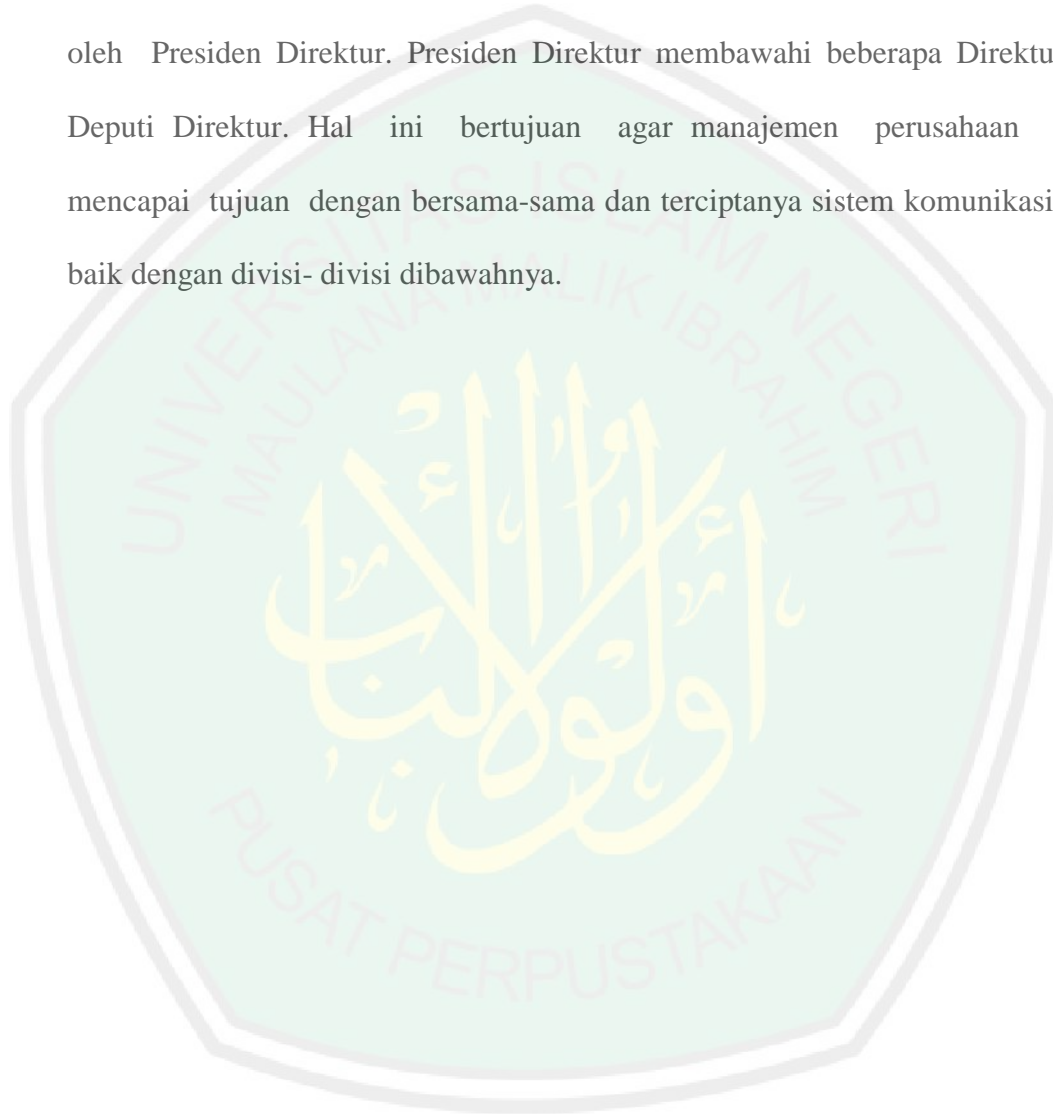 oleh Presiden Direktur. Presiden Direktur membawahi beberapa Direktu
Deputi Direktur. Hal ini bertujuan agar manajemen perusahaan
mencapai tujuan dengan bersama-sama dan terciptanya sistem komunikasi
baik dengan divisi- divisi dibawahnya.
UNIVERSITAS ISLAM NEGERI
MAULANA MALIK IBRAHIM
PUSAT PERPUSTAKAAN